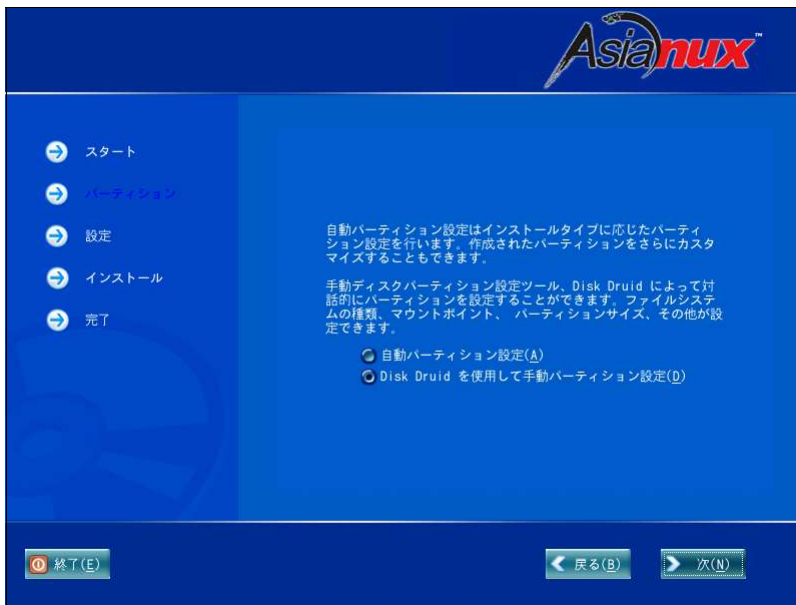 Asianux™
スタート
パーティション
設定
インストール
完了
自動パーティション設定はインストールタイプに応じたパーティ
ション設定を行います。作成されたパーティションをさらにカスタ
マイズすることもできます。
手動ディスクパーティション設定ツール、Disk Druid によって対
話的にパーティションを設定することができます。ファイルシステ
ムの種類、マウントポイント、 パーティションサイズ、その他が設
定できます。
自動パーティション設定(A)
Disk Druid を使用して手動パーティション設定(D)
終了(E)
戻る(B)
次(N)